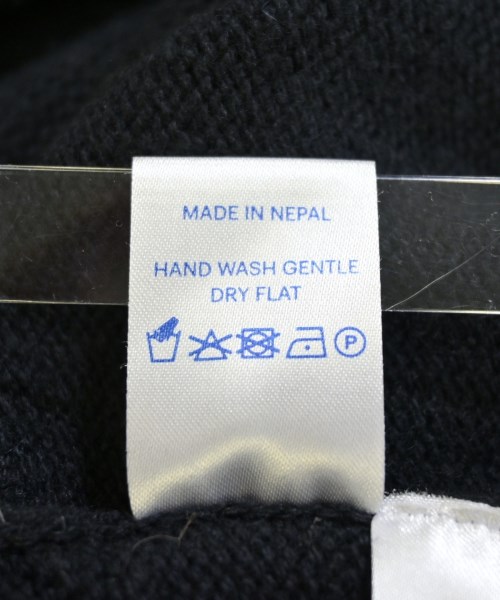 MADE IN NEPAL
HAND WASH GENTLE
DRY FLAT
P